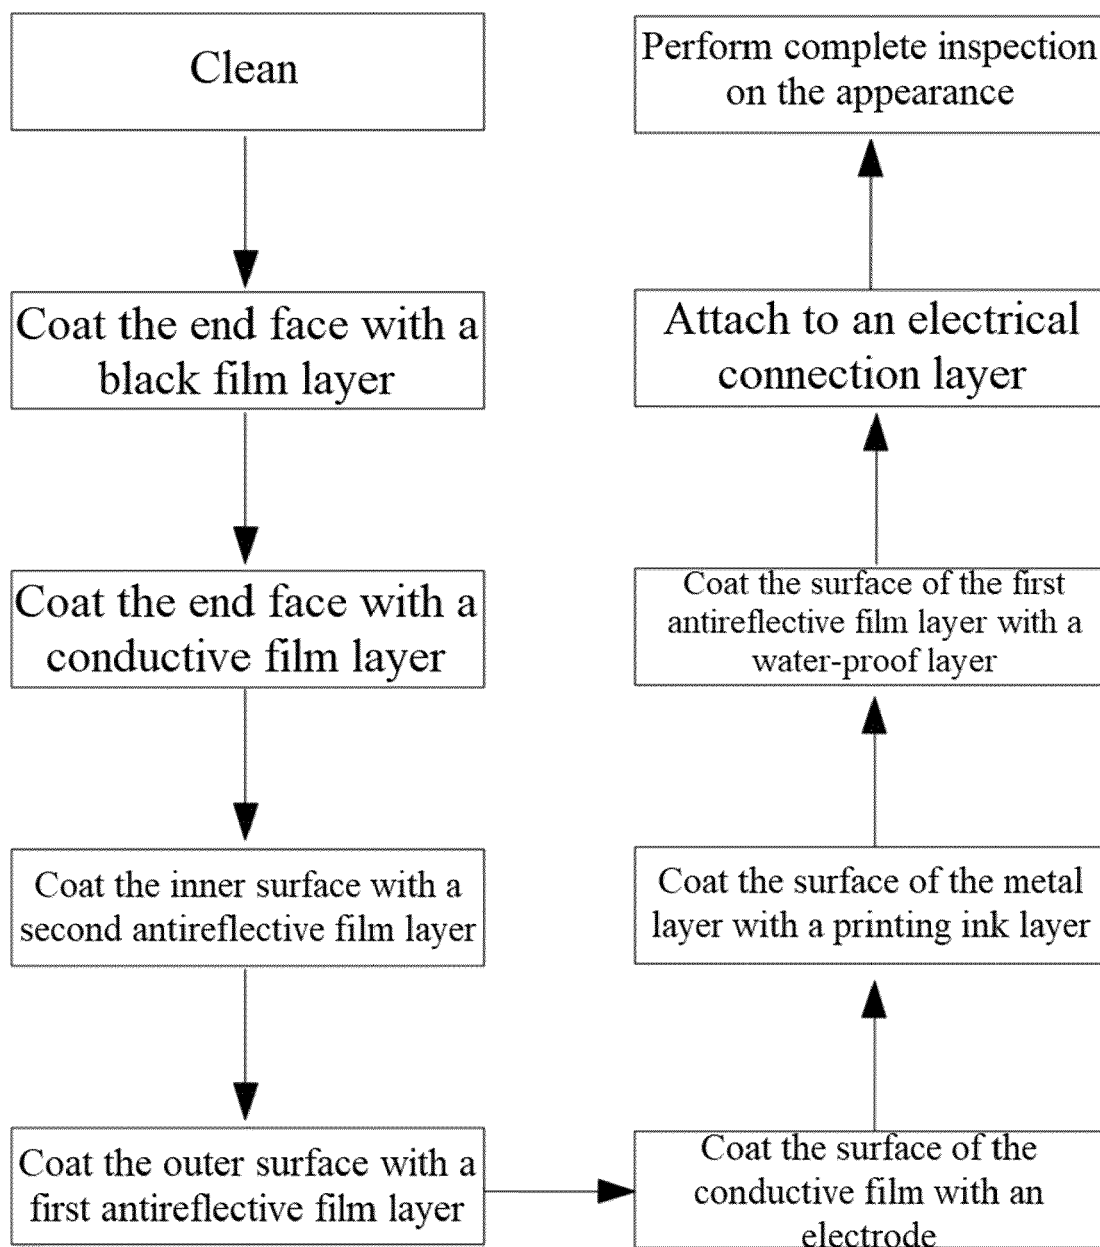 Clean
Coat the end face with a
black film layer
Coat the end face with a
conductive film layer
Coat the inner surface with a
second antireflective film layer
Coat the outer surface with a
first antireflective film layer
Coat the surface of the
conductive film with an
electrode
Coat the surface of the metal
layer with a printing ink layer
Coat the surface of the first
antireflective film layer with a
water-proof layer
Attach to an electrical
connection layer
Perform complete inspection
on the appearance